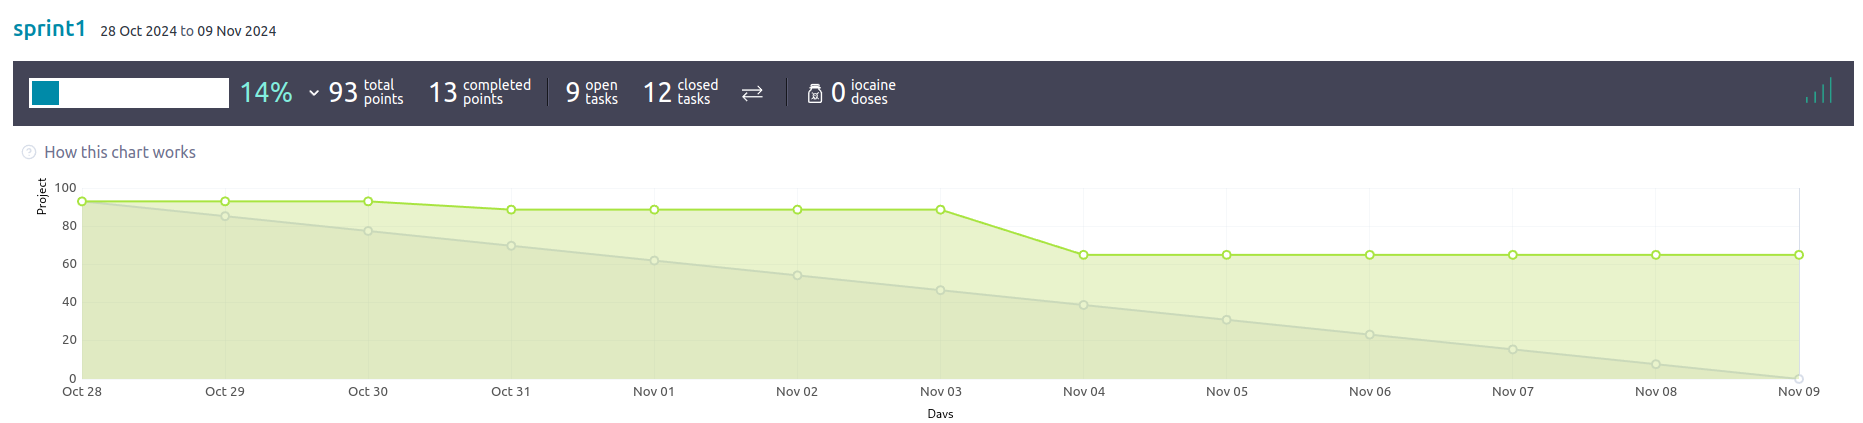 sprint1 28 Oct 2024 to 09 Nov 2024
14% 93 total points 13 completed points 9 open tasks 12 closed tasks 0 iocaine doses
How this chart works
Project
100
80
60
40
20
0
Oct 28 Oct 29 Oct 30 Oct 31 Nov 01 Nov 02 Nov 03 Nov 04 Nov 05 Nov 06 Nov 07 Nov 08 Nov 09
Days